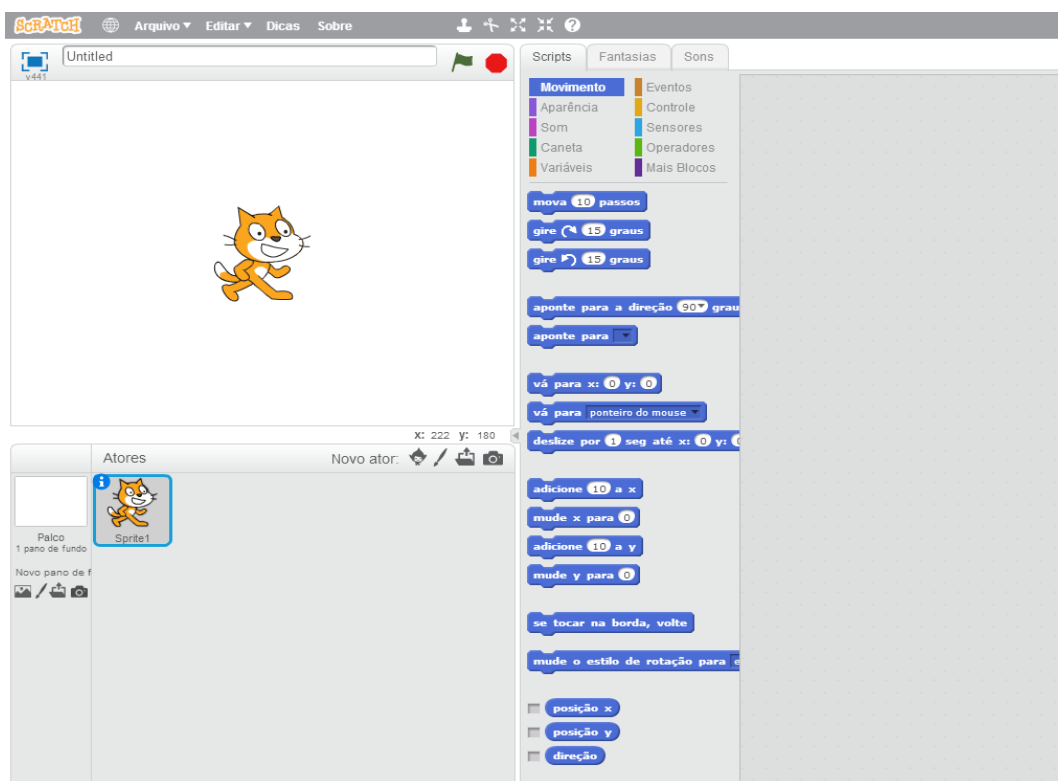 SCRATCH Arquivo Editar Dicas Sobre
Untitled
v441
X: 222 y: 180
Atores Novo ator:
Sprite1
Palco
1 pano de fundo
Novo pano de f
Scripts Fantasias Sons
Movimento Eventos
Aparência Controle
Som Sensores
Caneta Operadores
Variáveis Mais Blocos
mova 10 passos
gire 15 graus
gire 15 graus
aponte para a direção 90 grau
aponte para
vá para x: 0 y: 0
vá para ponteiro do mouse
deslize por 1 seg até x: 0 y: 0
adicione 10 a x
mude x para 0
adicione 10 a y
mude y para 0
se tocar na borda, volte
mude o estilo de rotação para e
posição x
posição y
direção